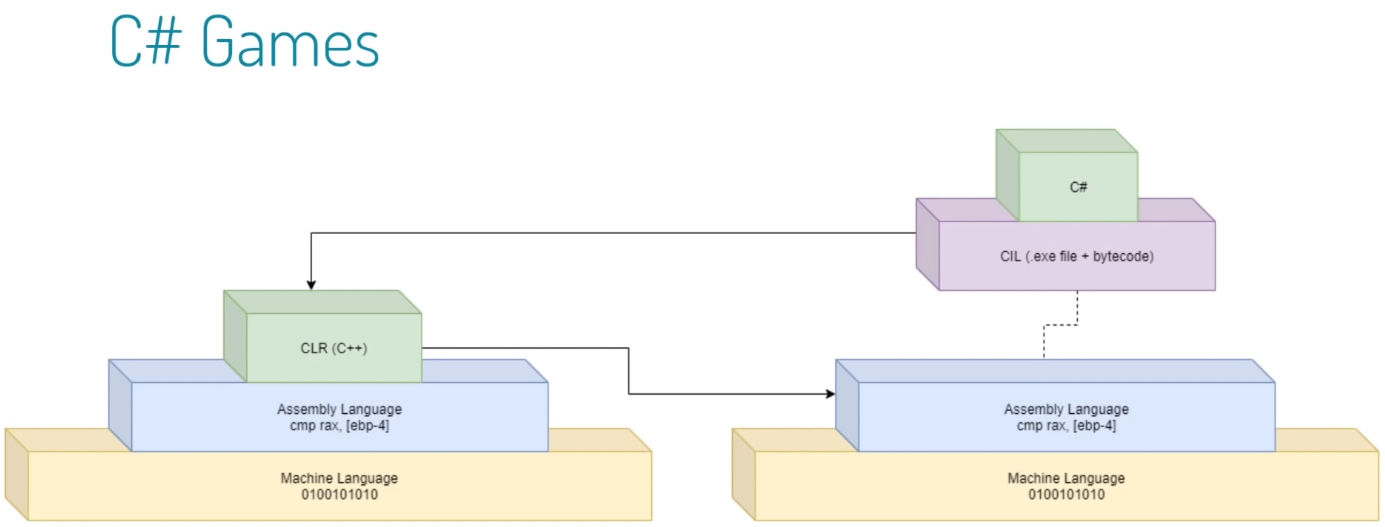 C# Games
C#
CIL (.exe file + bytecode)
CLR (C++)
Assembly Language
cmp rax, [ebp-4]
Machine Language
0100101010
Assembly Language
cmp rax, [ebp-4]
Machine Language
0100101010